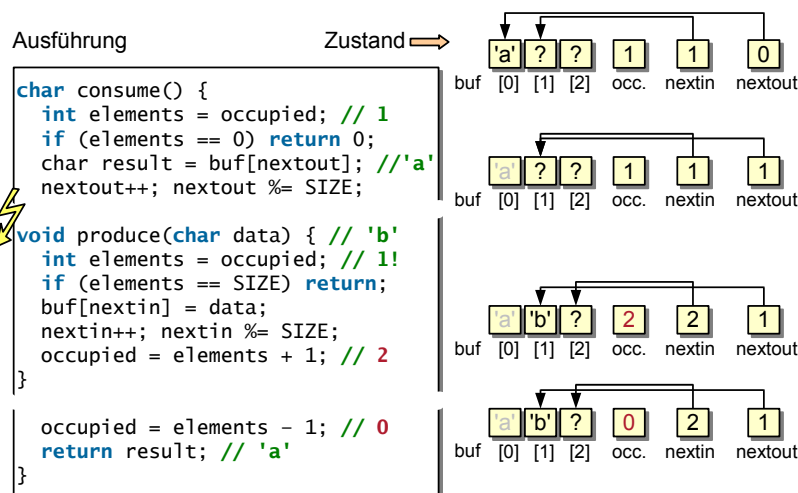 Ausführung Zustand
'a' ? ? 1 1 0
buf [0] [1] [2] occ. nextin nextout
char consume() {
int elements = occupied; // 1
if (elements == 0) return 0;
char result = buf[nextout]; //'a'
nextout++; nextout %= SIZE;
'a' ? ? 1 1 1
buf [0] [1] [2] occ. nextin nextout
void produce(char data) { // 'b'
int elements = occupied; // 1!
if (elements == SIZE) return;
buf[nextin] = data;
nextin++; nextin %= SIZE;
occupied = elements + 1; // 2
}
'a' 'b' ? 2 2 1
buf [0] [1] [2] occ. nextin nextout
occupied = elements – 1; // 0
return result; // 'a'
}
'a' 'b' ? 0 2 1
buf [0] [1] [2] occ. nextin nextout